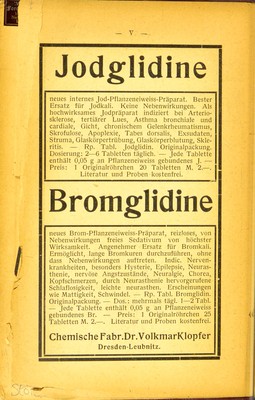 — V —
Jodglidine
neues internes Jod-Pflanzeneiweiss-Präparat. Bester
Ersatz für Jodkali. Keine Nebenwirkungen. Als
hochwirksames Jodpräparat indiziert bei Arterio-
sklerose, tertiärer Lues, Asthma bronchiale und
cardiale, Gicht, chronischem Gelenkrheumatismus,
Skrofulose, Apoplexie, Tabes dorsalis, Exsudaten,
Struma, Glaskörpertrübung, Glaskörperblutung, Skle-
ritis. — Rp. Tabl. Jodglidin. Originalpackung.
Dosierung: 2—4 Tabletten täglich. — Jede Tablette
enthält 0,05 g an Pflanzeneiweiss gebundenes J. —
Preis: 1 Originalröhrchen 20 Tabletten M. 2.—,
Literatur und Proben kostenfrei.
Bromglidine
neues Brom-Pflanzeneiweiss-Präparat, reizloses, von
Nebenwirkungen freies Sedativum von höchster
Wirksamkeit. Angenehmer Ersatz für Bromkali,
Ermöglicht, lange Bromkuren durchzuführen, ohne
dass Nebenwirkungen auftreten. Indic. Nerven-
krankheiten, besonders Hysterie, Epilepsie, Neuras-
thenie, nervöse Angstzustände, Neuralgie, Chorea,
Kopfschmerzen, durch Neurasthenie hervorgerufene
Schlaflosigkeit, leichte neurasthen. Erscheinungen
wie Mattigkeit, Schwindel. — Rp. Tabl. Bromglidin.
Originalpackung. — Dos.: mehrmals tägl. 1—2 Tabl.
— Jede Tablette enthält 0,05 g an Pflanzeneiweiss
gebundenes Br. — Preis: 1 Originalröhrchen 25
Tabletten M. 2.—. Literatur und Proben kostenfrei.
Chemische Fabr. Dr. Volkmar Klopfer
Dresden-Leubnitz.